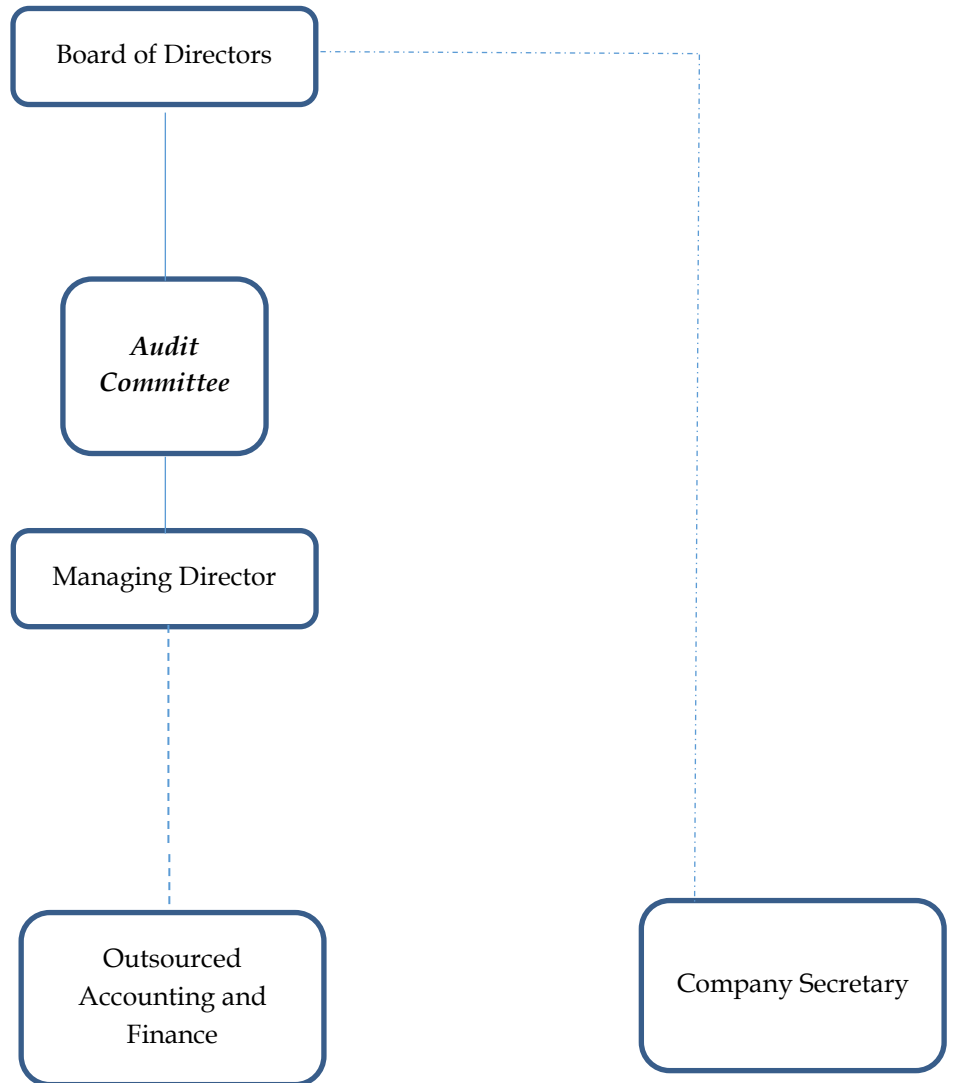 Board of Directors
Audit
Committee
Managing Director
Outsourced
Accounting and
Finance
Company Secretary